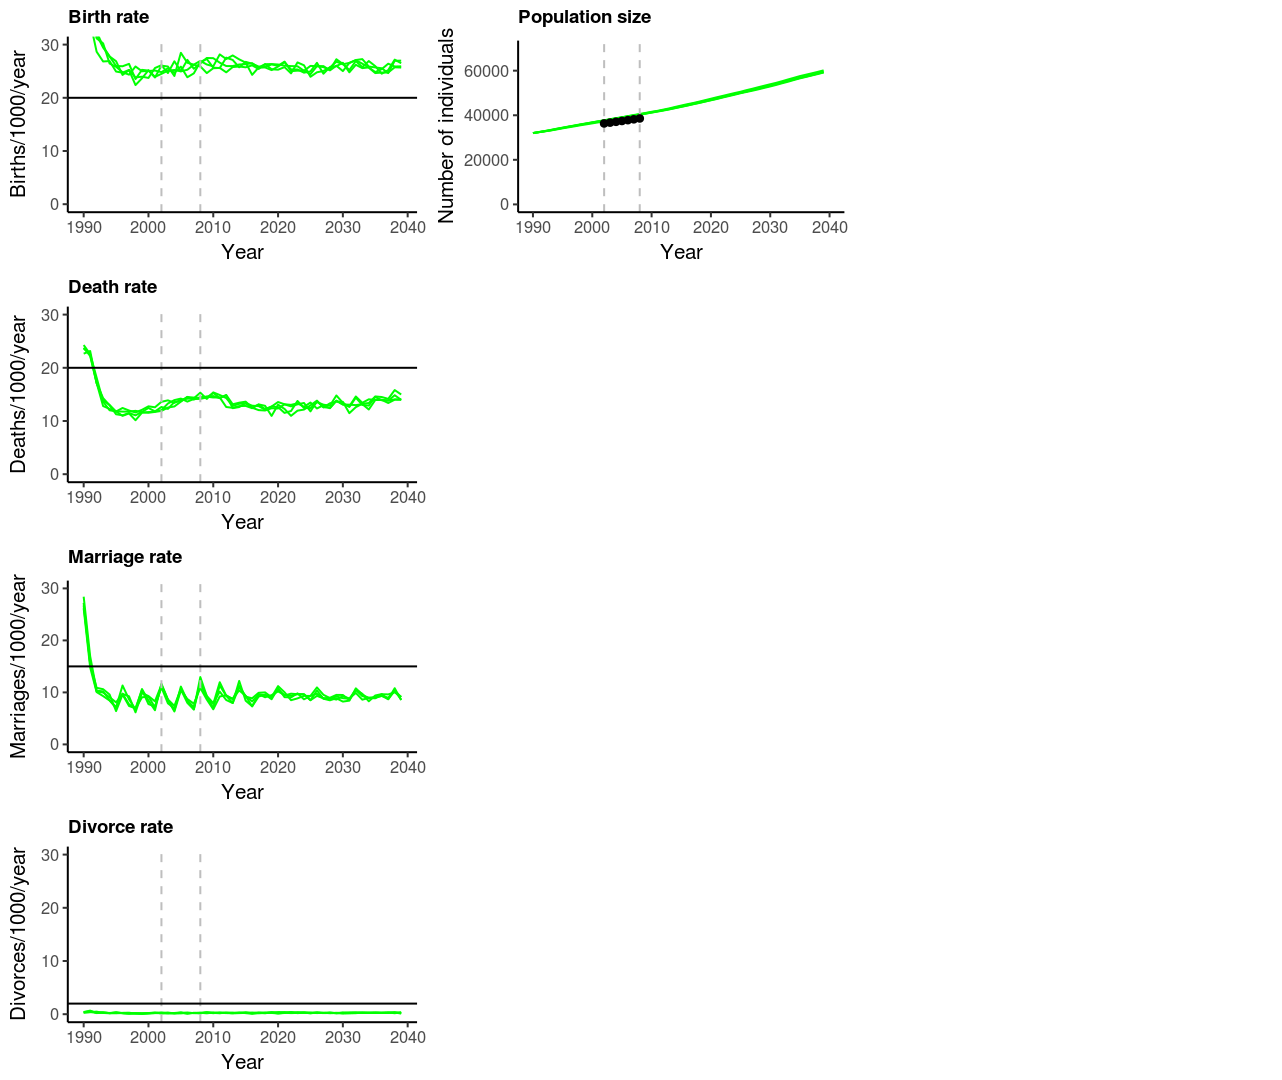 Birth rate
Births/1000/year
30
20
10
0
1990 2000 2010 2020 2030 2040
Year
Population size
Number of individuals
60000
40000
20000
0
1990 2000 2010 2020 2030 2040
Year
Death rate
Deaths/1000/year
30
20
10
0
1990 2000 2010 2020 2030 2040
Year
Marriage rate
Marriages/1000/year
30
20
10
0
1990 2000 2010 2020 2030 2040
Year
Divorce rate
Divorces/1000/year
30
20
10
0
1990 2000 2010 2020 2030 2040
Year